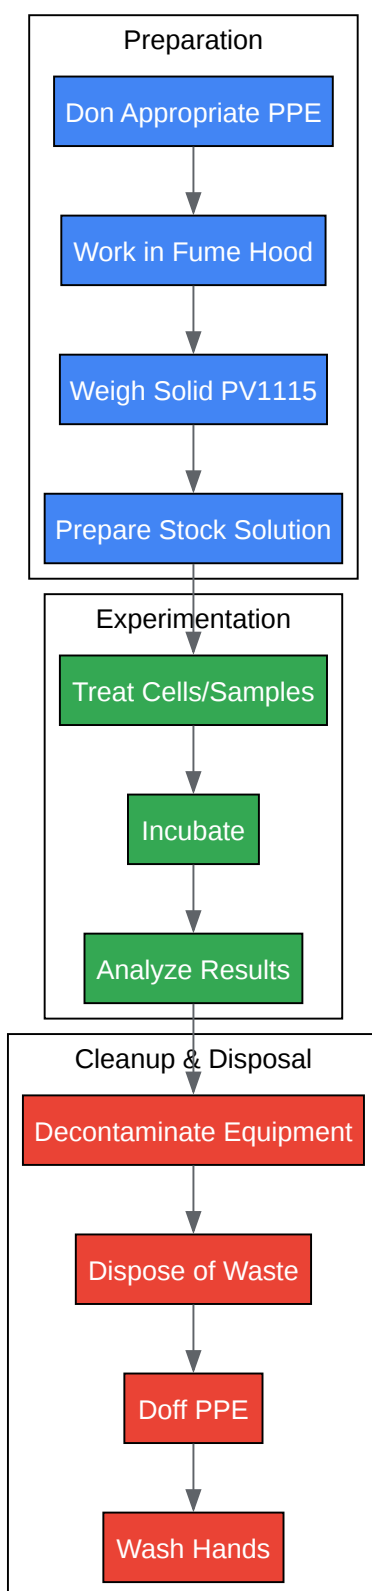 Preparation
Don Appropriate PPE
Work in Fume Hood
Weigh Solid PV1115
Prepare Stock Solution
Experimentation
Treat Cells/Samples
Incubate
Analyze Results
Cleanup & Disposal
Decontaminate Equipment
Dispose of Waste
Doff PPE
Wash Hands